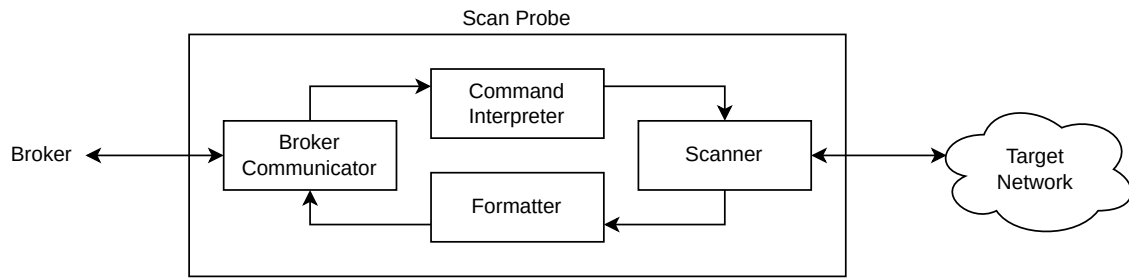 Scan Probe
Command
Interpreter
Broker
Broker
Communicator
Scanner
Target
Network
Formatter